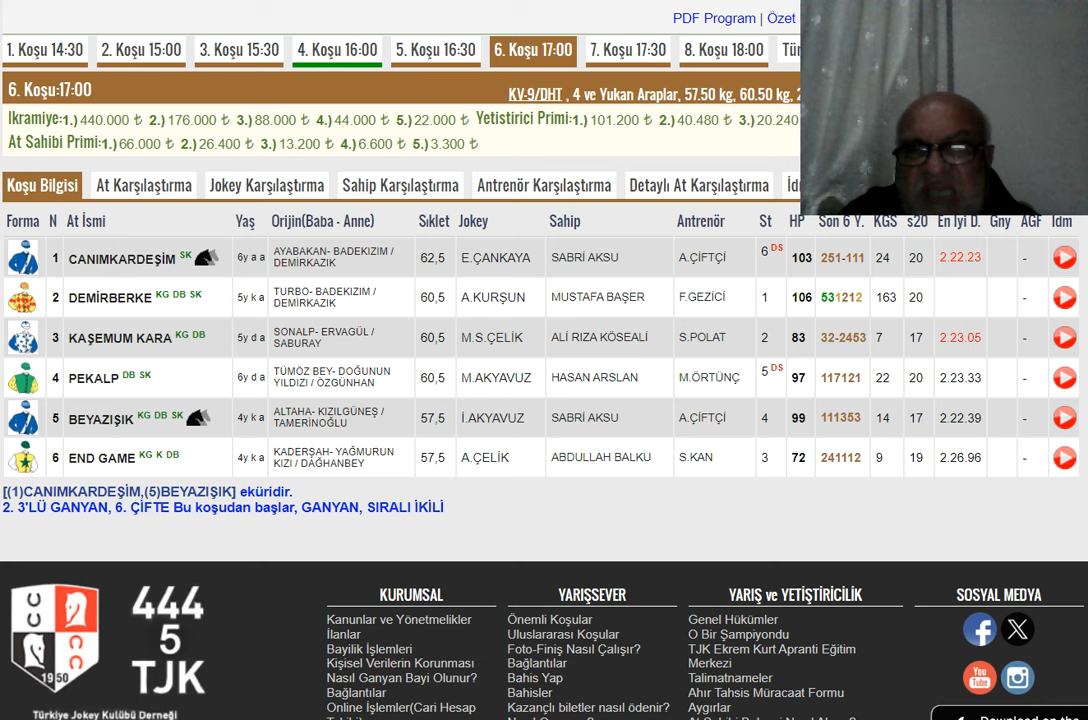 PDF Program | Özet
1. Koşu 14:30 2. Koşu 15:00 3. Koşu 15:30 4. Koşu 16:00 5. Koşu 16:30 6. Koşu 17:00 7. Koşu 17:30 8. Koşu 18:00
6. Koşu:17:00
KV-9/DHT , 4 ve Yukarı Araplar, 57.50 kg, 60.50 kg,
Ikramiye:1.) 440.000 ₺ 2.) 176.000 ₺ 3.) 88.000 ₺ 4.) 44.000 ₺ 5.) 22.000 ₺ Yetistirici Primi:1.) 101.200 ₺ 2.) 40.480 ₺ 3.) 20.240
At Sahibi Primi:1.) 66.000 ₺ 2.) 26.400 ₺ 3.) 13.200 ₺ 4.) 6.600 ₺ 5.) 3.300 ₺
Koşu Bilgisi At Karşılaştırma Jokey Karşılaştırma Sahip Karşılaştırma Antrenör Karşılaştırma Detaylı At Karşılaştırma
Forma N At İsmi Yaş Orijin(Baba - Anne) Sıklet Jokey Sahip Antrenör St HP Son 6 Y. KGS s20 En İyi D. Gny AGF Idm
1 CANIMKARDEŞİM SK 6y a a AYABAKAN- BADEKIZIM / DEMİRKAZIK 62,5 E.ÇANKAYA SABRİ AKSU A.ÇİFTÇİ 6 DS 103 251-111 24 20 2.22.23 -
2 DEMİRBERKE KG DB SK 5y k a TURBO- BADEKIZIM / DEMİRKAZIK 60,5 A.KURŞUN MUSTAFA BAŞER F.GEZİCİ 1 106 531212 163 20 -
3 KAŞEMUM KARA KG DB 5y d a SONALP- ERVAGÜL / SABURAY 60,5 M.S.ÇELİK ALİ RIZA KÖSEALİ S.POLAT 2 83 32-2453 7 17 2.23.05 -
4 PEKALP DB SK 6y d a TÜMÖZ BEY- DOĞUNUN YILDIZI / ÖZGÜNHAN 60,5 M.AKYAVUZ HASAN ARSLAN M.ÖRTÜNÇ 5 DS 97 117121 22 20 2.23.33 -
5 BEYAZIŞIK KG DB SK 4y k a ALTAHA- KIZILGÜNEŞ / TAMERİNOĞLU 57,5 İ.AKYAVUZ SABRİ AKSU A.ÇİFTÇİ 4 99 111353 14 17 2.22.39 -
6 END GAME KG K DB 4y k a KADERŞAH- YAĞMURUN KIZI / DAĞHANBEY 57,5 A.ÇELİK ABDULLAH BALKU S.KAN 3 72 241112 9 19 2.26.96 -
[(1)CANIMKARDEŞİM,(5)BEYAZIŞIK] eküridir.
2. 3'LÜ GANYAN, 6. ÇİFTE Bu koşudan başlar, GANYAN, SIRALI İKİLİ
1950
Türkiye Jokey Kulübü Derneği
444
5
TJK
KURUMSAL
Kanunlar ve Yönetmelikler
İlanlar
Bayilik İşlemleri
Kişisel Verilerin Korunması
Nasıl Ganyan Bayi Olunur?
Bağlantılar
Online İşlemler(Cari Hesap
YARIŞSEVER
Önemli Koşular
Uluslararası Koşular
Foto-Finiş Nasıl Çalışır?
Bağlantılar
Bahis Yap
Bahisler
Kazançlı biletler nasıl ödenir?
YARIŞ ve YETİŞTİRİCİLİK
Genel Hükümler
O Bir Şampiyondu
TJK Ekrem Kurt Apranti Eğitim
Merkezi
Talimatnameler
Ahır Tahsis Müracaat Formu
Aygırlar
SOSYAL MEDYA
You
Tube
Download on the